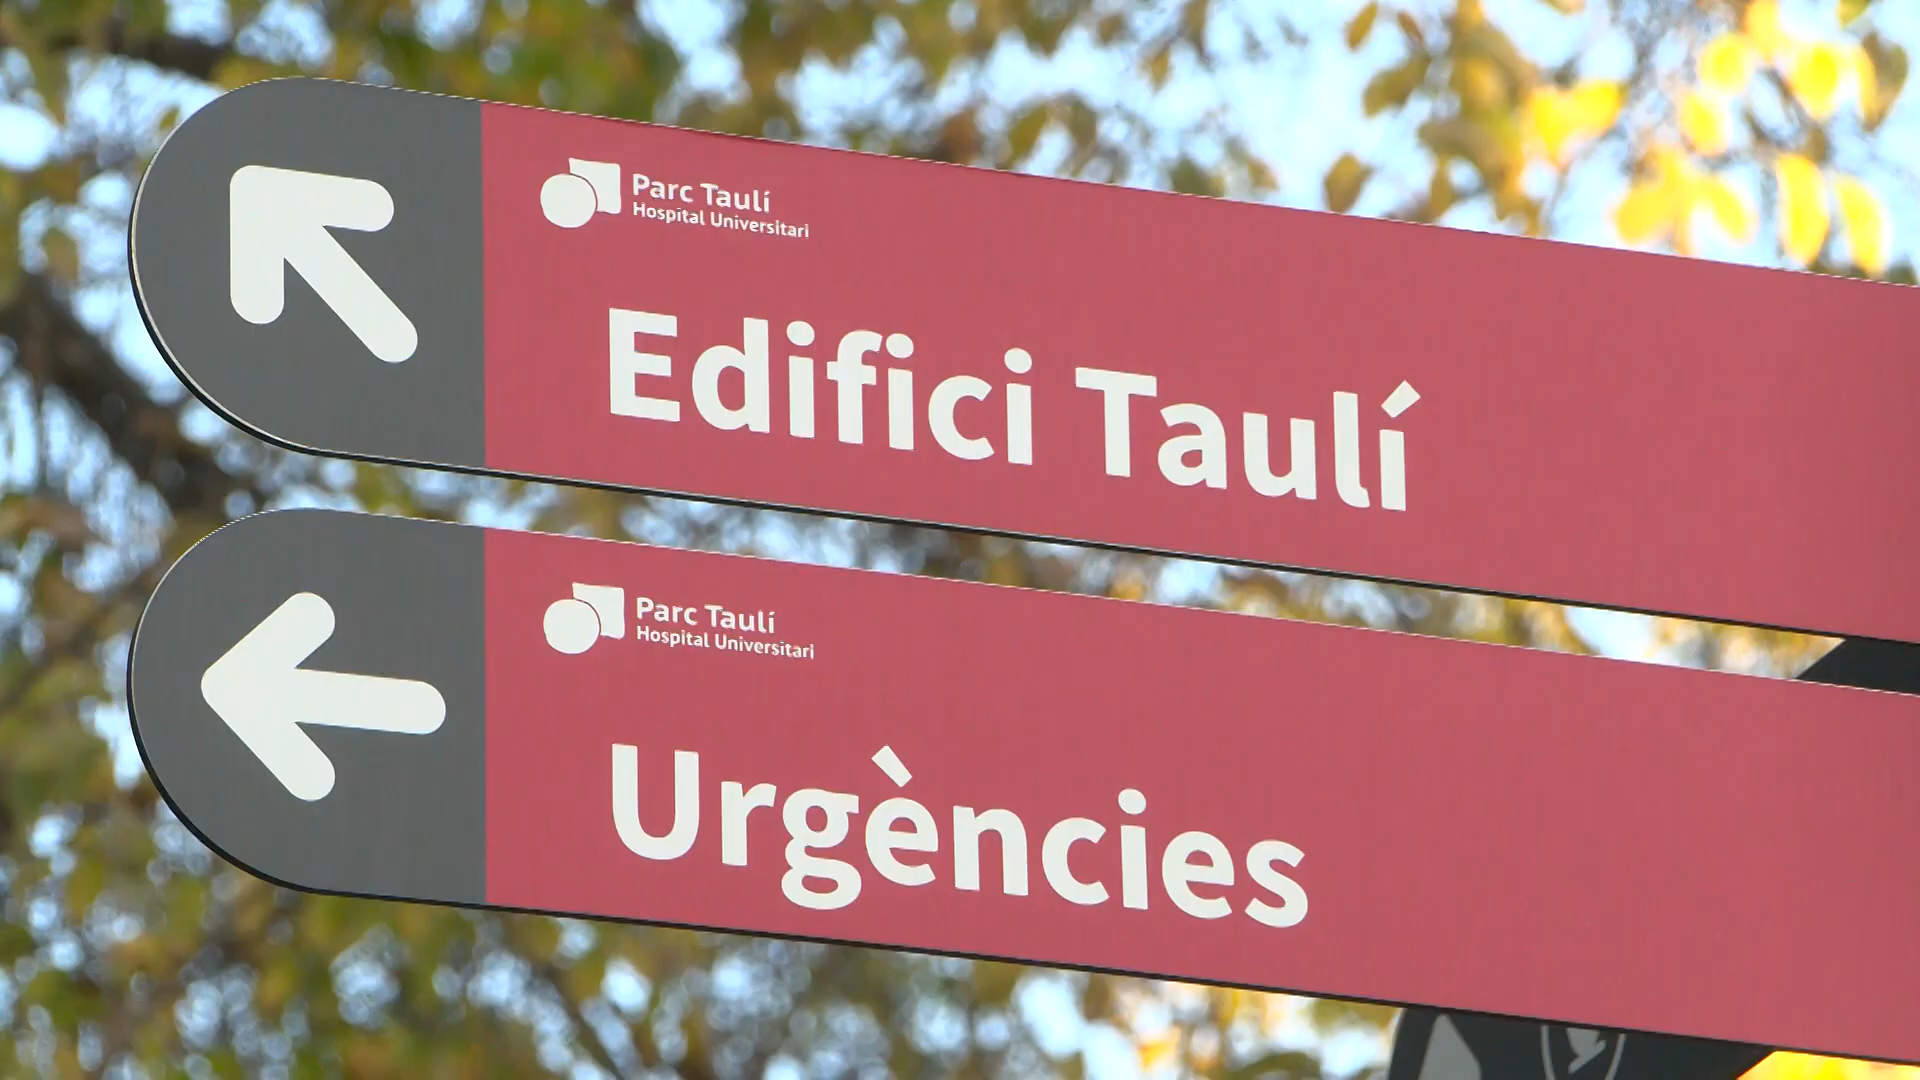 Parc Taulí
Hospital Universitari
Edifici Taulí
Parc Taulí
Hospital Universitari
Urgències